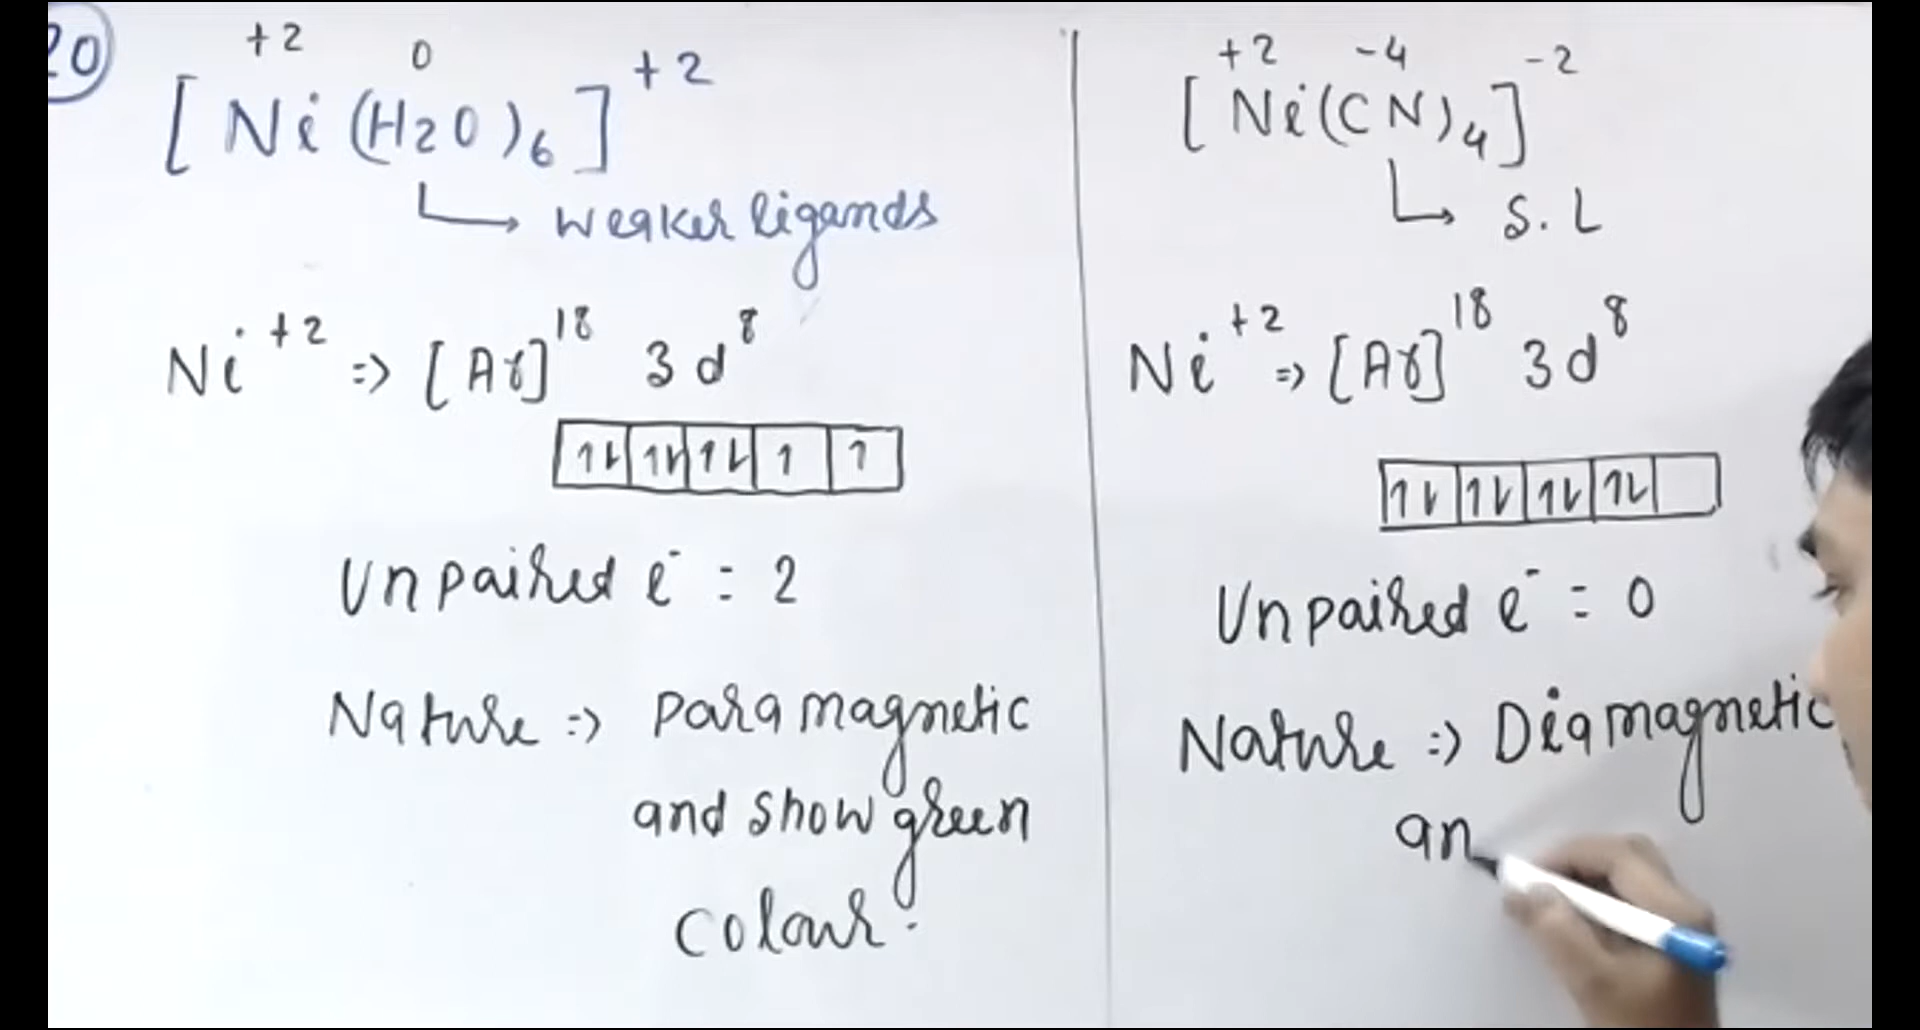 20
+2 0
[Ni(H2O)6]+2
↳ weaker ligands
Ni+2 => [Ar]18 3d8
1⇂ 1⇂ 1⇂ 1 1
Unpaired e- = 2
Nature => paramagnetic
and show green
colour.
+2 -4
[Ni(CN)4]-2
↳ S.L
Ni+2 => [Ar]18 3d8
1⇂ 1⇂ 1⇂ 1⇂
Unpaired e- = 0
Nature => Diamagnetic
an